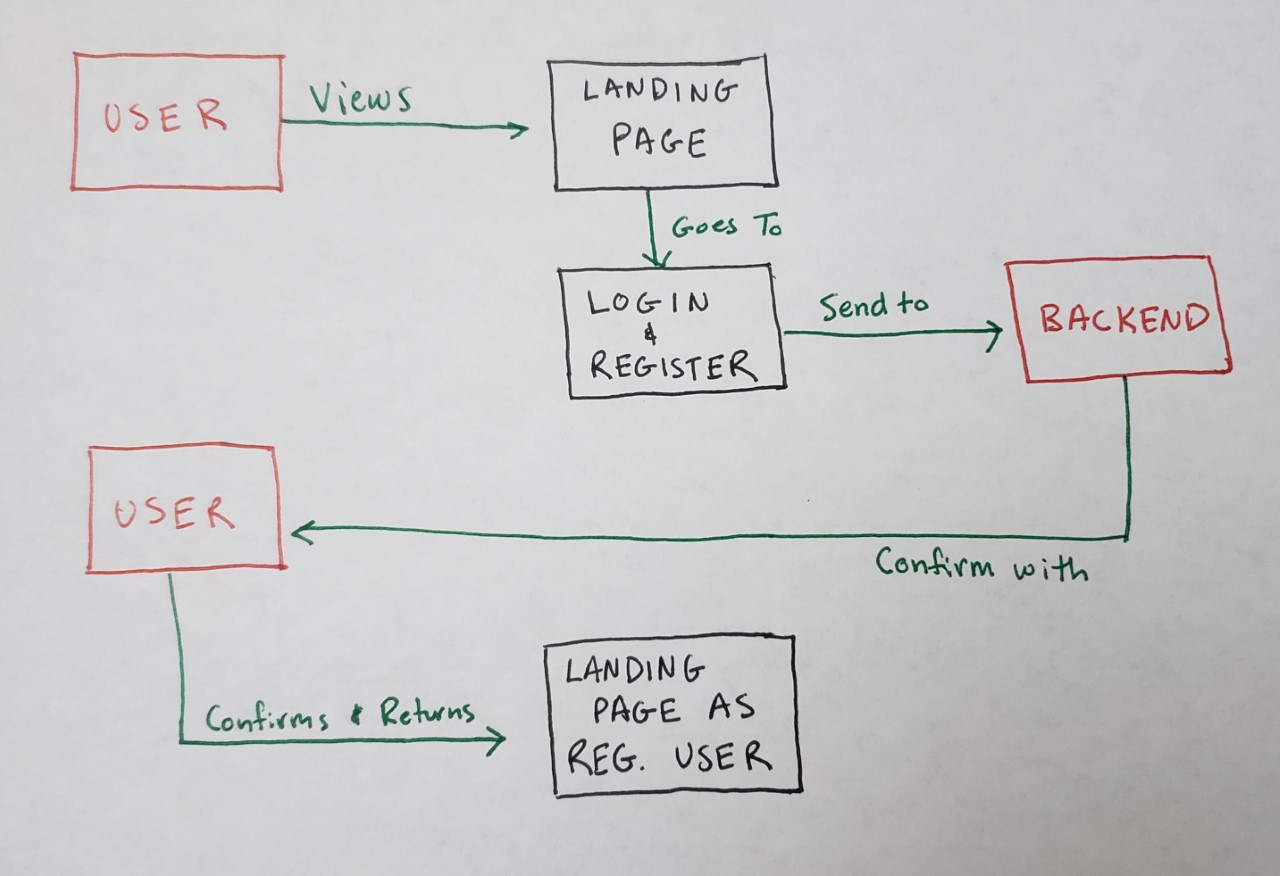 USER
Views
LANDING
PAGE
Goes To
LOGIN
&
REGISTER
Send to
BACKEND
USER
Confirm with
Confirms & Returns
LANDING
PAGE AS
REG. USER